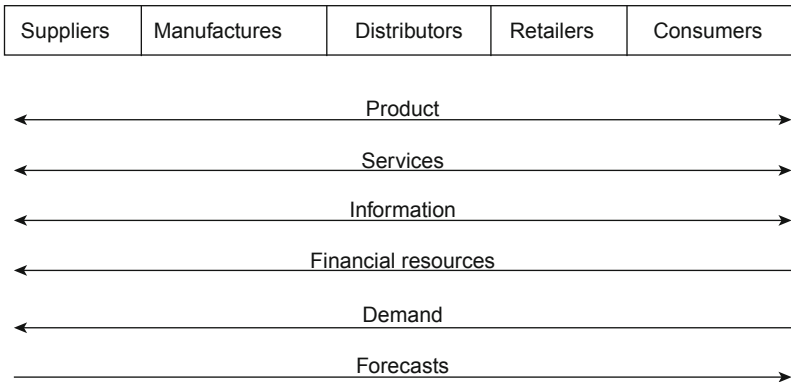 Suppliers Manufactures Distributors Retailers Consumers
Product
Services
Information
Financial resources
Demand
Forecasts